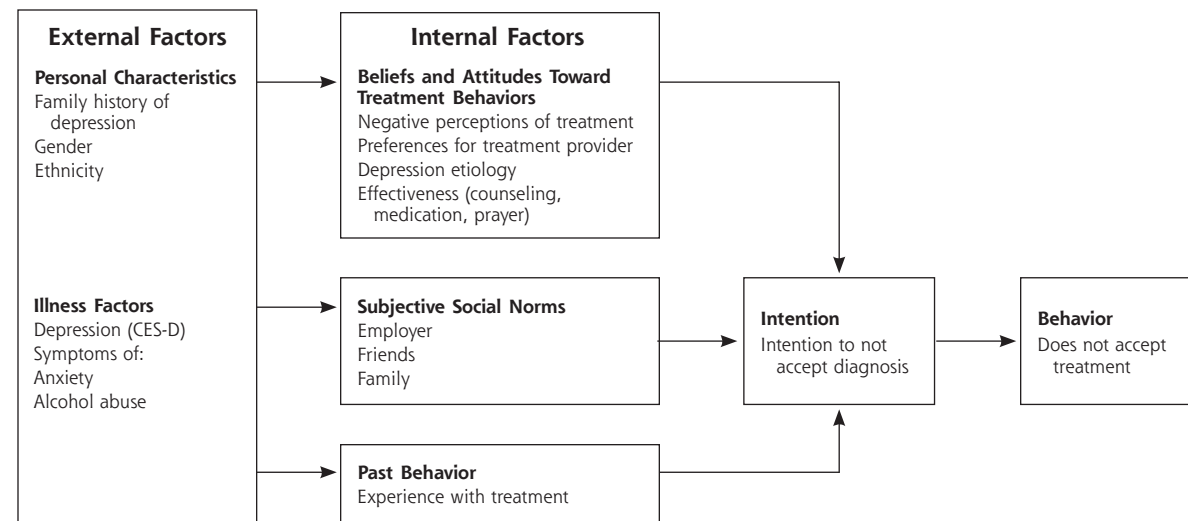 External Factors
Personal Characteristics
Family history of
depression
Gender
Ethnicity
Illness Factors
Depression (CES-D)
Symptoms of:
Anxiety
Alcohol abuse
Internal Factors
Beliefs and Attitudes Toward
Treatment Behaviors
Negative perceptions of treatment
Preferences for treatment provider
Depression etiology
Effectiveness (counseling,
medication, prayer)
Subjective Social Norms
Employer
Friends
Family
Past Behavior
Experience with treatment
Intention
Intention to not
accept diagnosis
Behavior
Does not accept
treatment